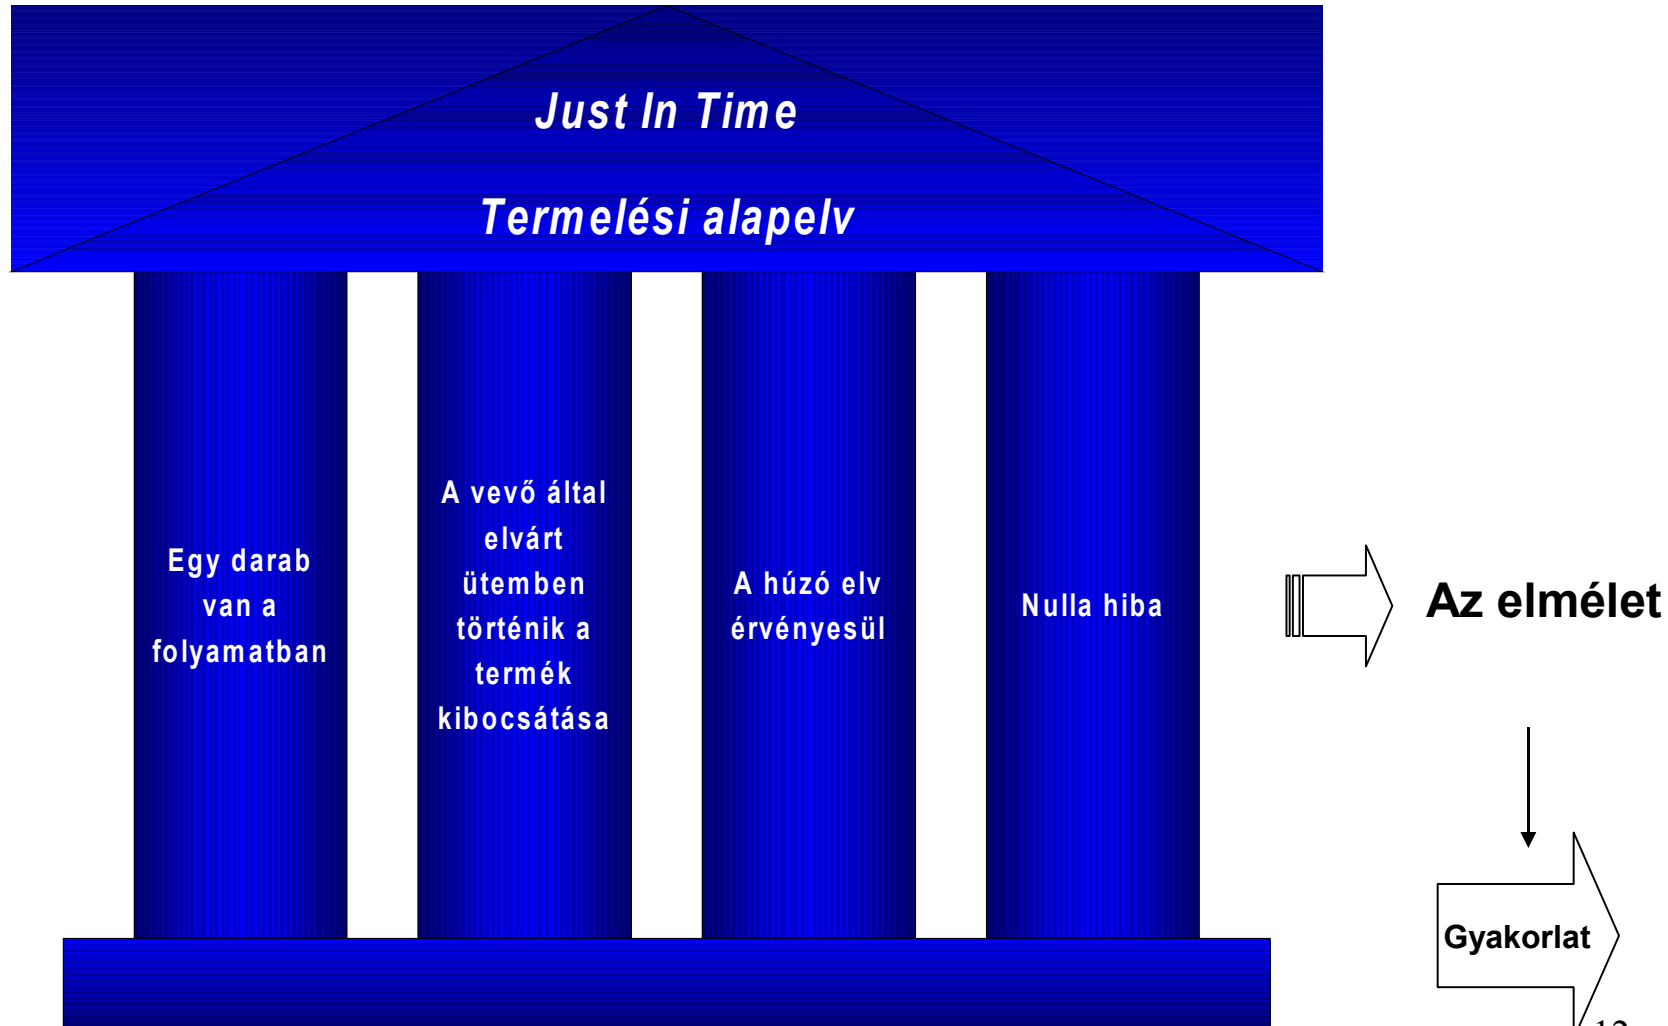 Just In Time
Termelési alapelv
Egy darab
van a
folyamatban
A vevő által
elvárt
ütemben
történik a
termék
kibocsátása
A húzó elv
érvényesül
Nulla hiba
Az elmélet
Gyakorlat